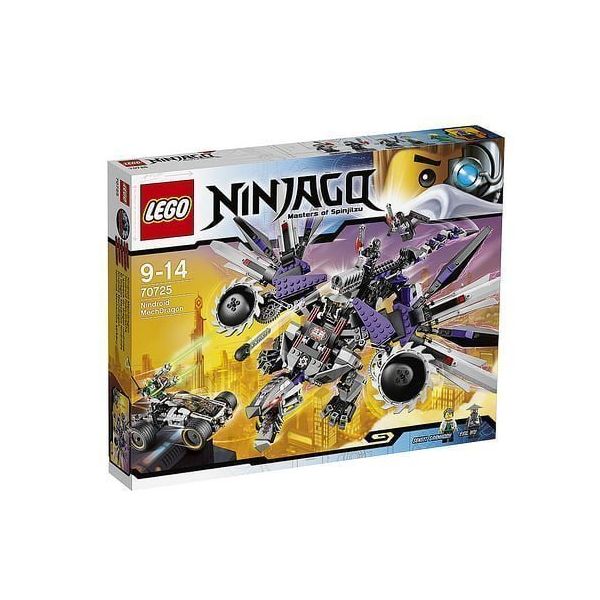 LEGO
NINJAGO
Masters of Spinjitzu
9-14
70725
Nindroid
MechDragon